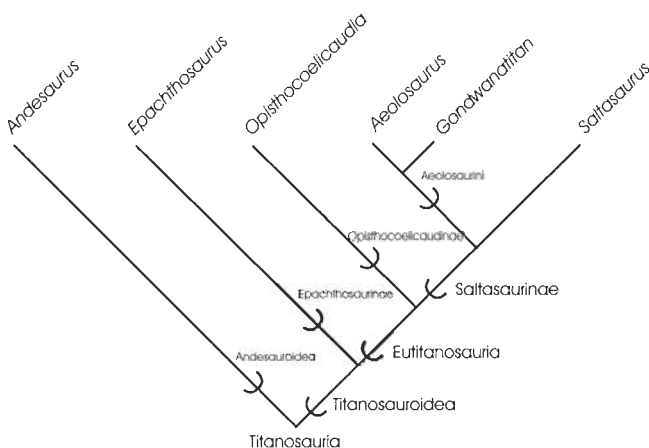 Andesaurus
Epachthosaurus
Opisthocoelicaudia
Aeolosaurus
Gondwanatitan
Saltasaurus
Aeolosaurini
Opisthocoelicaudinae
Saltasaurinae
Epachthosaurinae
Eutitanosauria
Andesauroidea
Titanosauroidea
Titanosauria